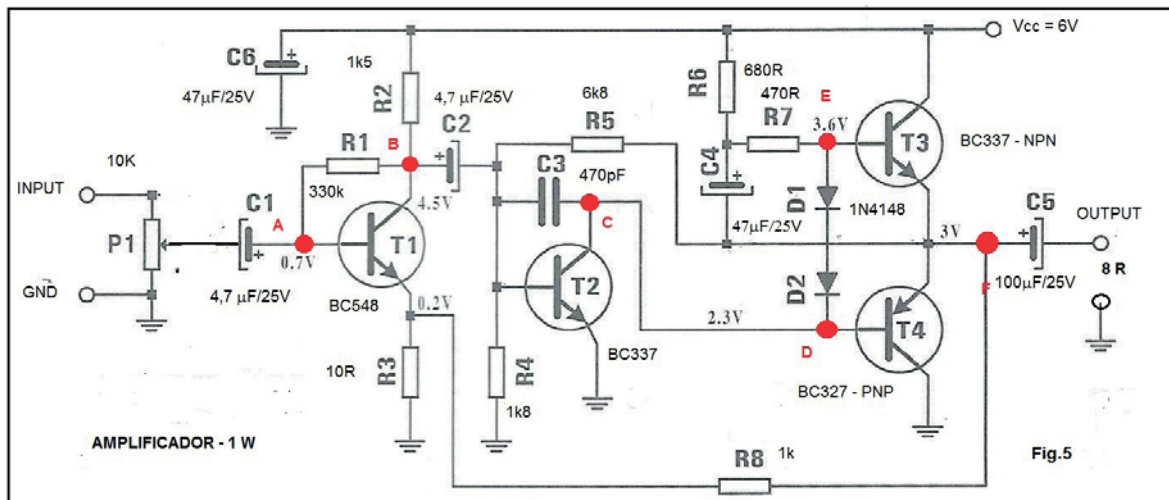 Vcc = 6V
C6
47µF/25V
1k5
R2
4,7 µF/25V
C2
B
R1
330k
4.5V
6k8
R5
C3
470pF
C
R6
680R
470R
R7
C4
47µF/25V
E
3.6V
T3
BC337 - NPN
D1
1N4148
C5
OUTPUT
3V
F
100µF/25V
8 R
10K
INPUT
P1
GND
C1
4,7 µF/25V
A
0.7V
T1
BC548
0.2V
R3
10R
T2
BC337
R4
1k8
2.3V
D2
D
T4
BC327 - PNP
AMPLIFICADOR - 1 W
R8
1k
Fig.5